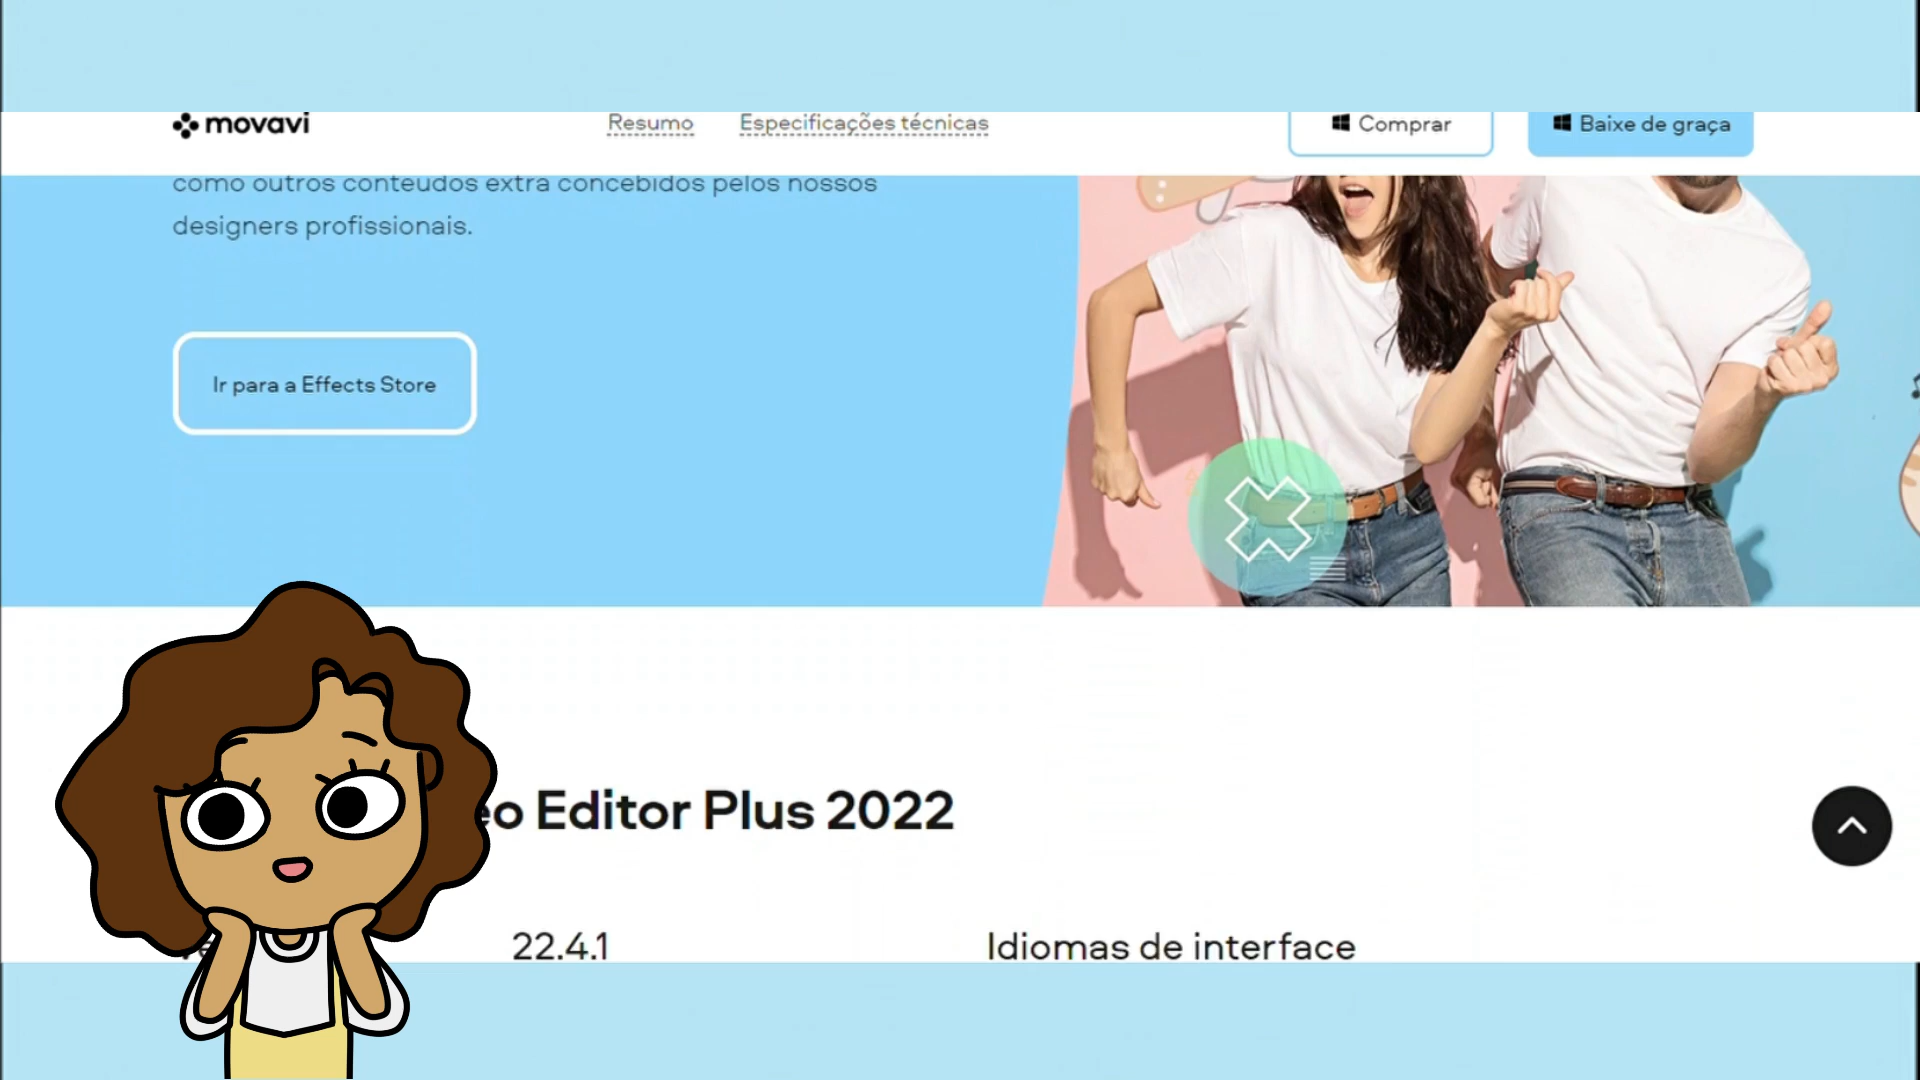 movavi
Resumo
Especificações técnicas
Comprar
Baixe de graça
como outros conteúdos extra concebidos pelos nossos
designers profissionais.
Ir para a Effects Store
eo Editor Plus 2022
22.4.1
Idiomas de interface